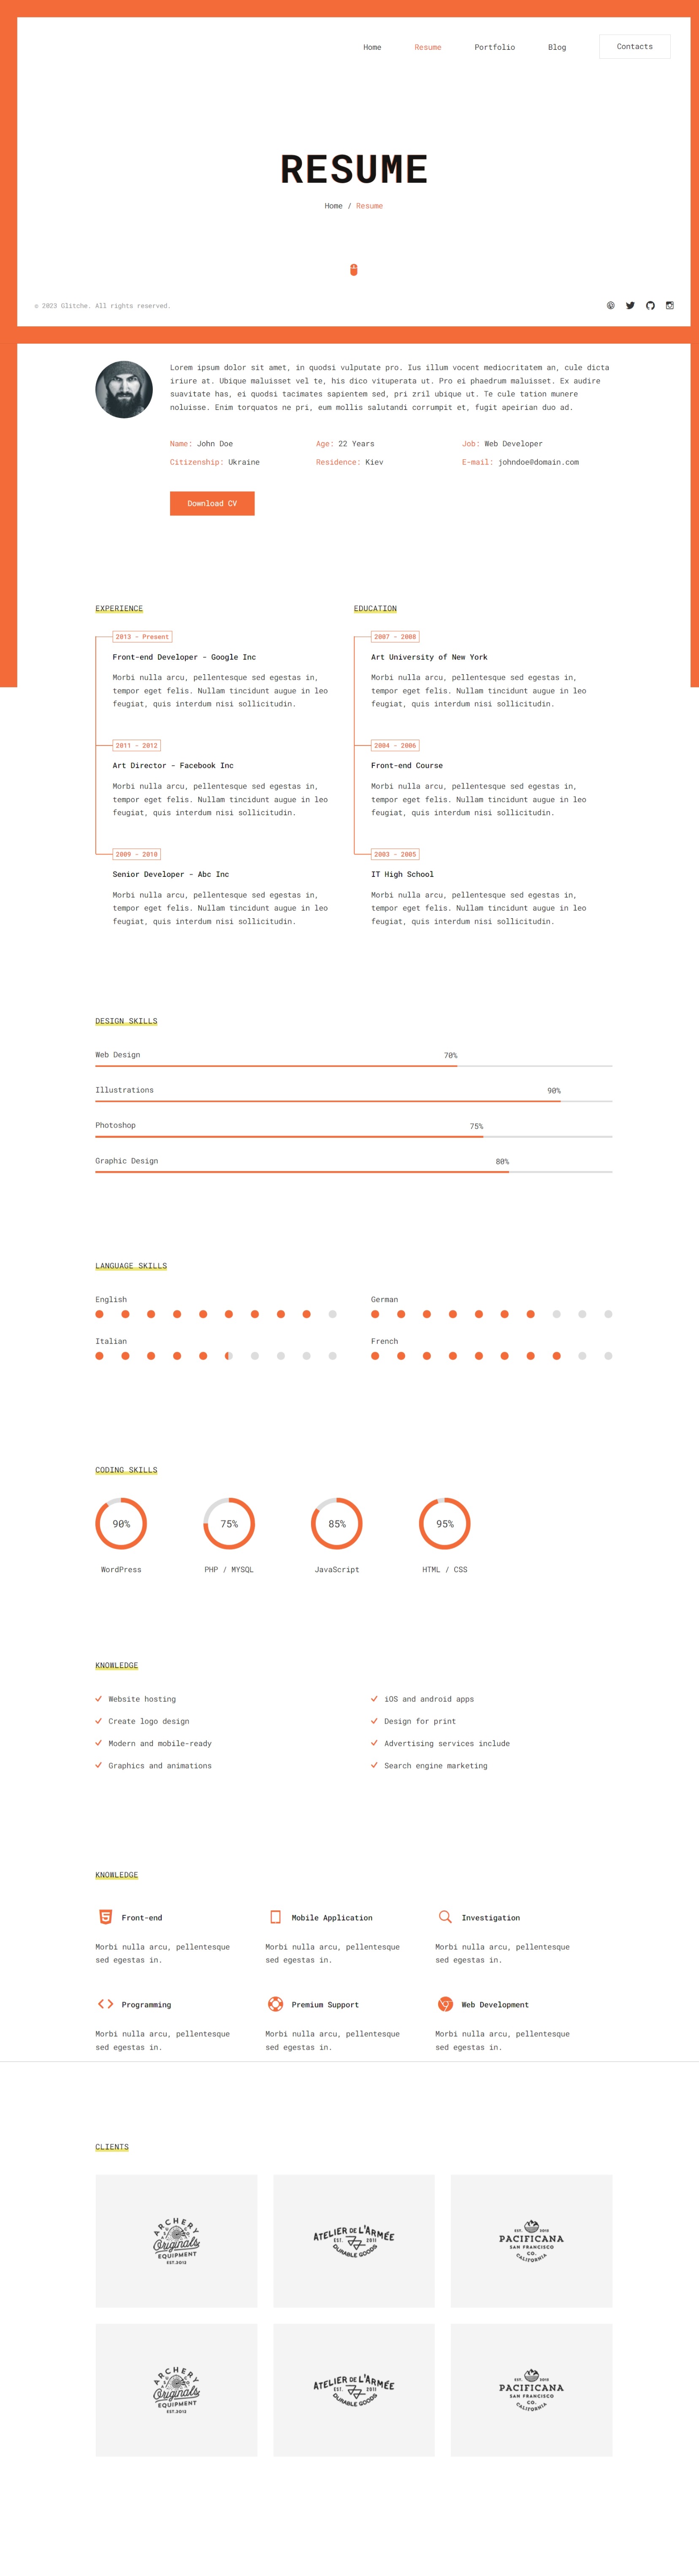 Home Resume Portfolio Blog Contacts
RESUME
Home / Resume
© 2023 Glitche. All rights reserved.
Lorem ipsum dolor sit amet, in quodsi vulputate pro. Ius illum vocent mediocritatem an, cule dicta
iriure at. Ubique maluisset vel te, his dico vituperata ut. Pro ei phaedrum maluisset. Ex audire
suavitate has, ei quodsi tacimates sapientem sed, pri zril ubique ut. Te cule tation munere
noluisse. Enim torquatos ne pri, eum mollis salutandi corrumpit et, fugit apeirian duo ad.
Name: John Doe Age: 22 Years Job: Web Developer
Citizenship: Ukraine Residence: Kiev E-mail: johndoe@domain.com
Download CV
EXPERIENCE
2013 - Present
Front-end Developer - Google Inc
Morbi nulla arcu, pellentesque sed egestas in,
tempor eget felis. Nullam tincidunt augue in leo
feugiat, quis interdum nisi sollicitudin.
2011 - 2012
Art Director - Facebook Inc
Morbi nulla arcu, pellentesque sed egestas in,
tempor eget felis. Nullam tincidunt augue in leo
feugiat, quis interdum nisi sollicitudin.
2009 - 2010
Senior Developer - Abc Inc
Morbi nulla arcu, pellentesque sed egestas in,
tempor eget felis. Nullam tincidunt augue in leo
feugiat, quis interdum nisi sollicitudin.
EDUCATION
2007 - 2008
Art University of New York
Morbi nulla arcu, pellentesque sed egestas in,
tempor eget felis. Nullam tincidunt augue in leo
feugiat, quis interdum nisi sollicitudin.
2004 - 2006
Front-end Course
Morbi nulla arcu, pellentesque sed egestas in,
tempor eget felis. Nullam tincidunt augue in leo
feugiat, quis interdum nisi sollicitudin.
2003 - 2005
IT High School
Morbi nulla arcu, pellentesque sed egestas in,
tempor eget felis. Nullam tincidunt augue in leo
feugiat, quis interdum nisi sollicitudin.
DESIGN SKILLS
Web Design 70%
Illustrations 90%
Photoshop 75%
Graphic Design 80%
LANGUAGE SKILLS
English German
Italian French
CODING SKILLS
90% 75% 85% 95%
WordPress PHP / MYSQL JavaScript HTML / CSS
KNOWLEDGE
Website hosting iOS and android apps
Create logo design Design for print
Modern and mobile-ready Advertising services include
Graphics and animations Search engine marketing
KNOWLEDGE
Front-end
Morbi nulla arcu, pellentesque
sed egestas in.
Mobile Application
Morbi nulla arcu, pellentesque
sed egestas in.
Investigation
Morbi nulla arcu, pellentesque
sed egestas in.
Programming
Morbi nulla arcu, pellentesque
sed egestas in.
Premium Support
Morbi nulla arcu, pellentesque
sed egestas in.
Web Development
Morbi nulla arcu, pellentesque
sed egestas in.
CLIENTS
ARCHERY
Originals
EQUIPMENT
EST.2012
ATELIER DE L'ARMÉE
EST. 2011
DURABLE GOODS
EST. 2010
PACIFICANA
SAN FRANCISCO
CO.
CALIFORNIA
ARCHERY
Originals
EQUIPMENT
EST.2012
ATELIER DE L'ARMÉE
EST. 2011
DURABLE GOODS
EST. 2010
PACIFICANA
SAN FRANCISCO
CO.
CALIFORNIA